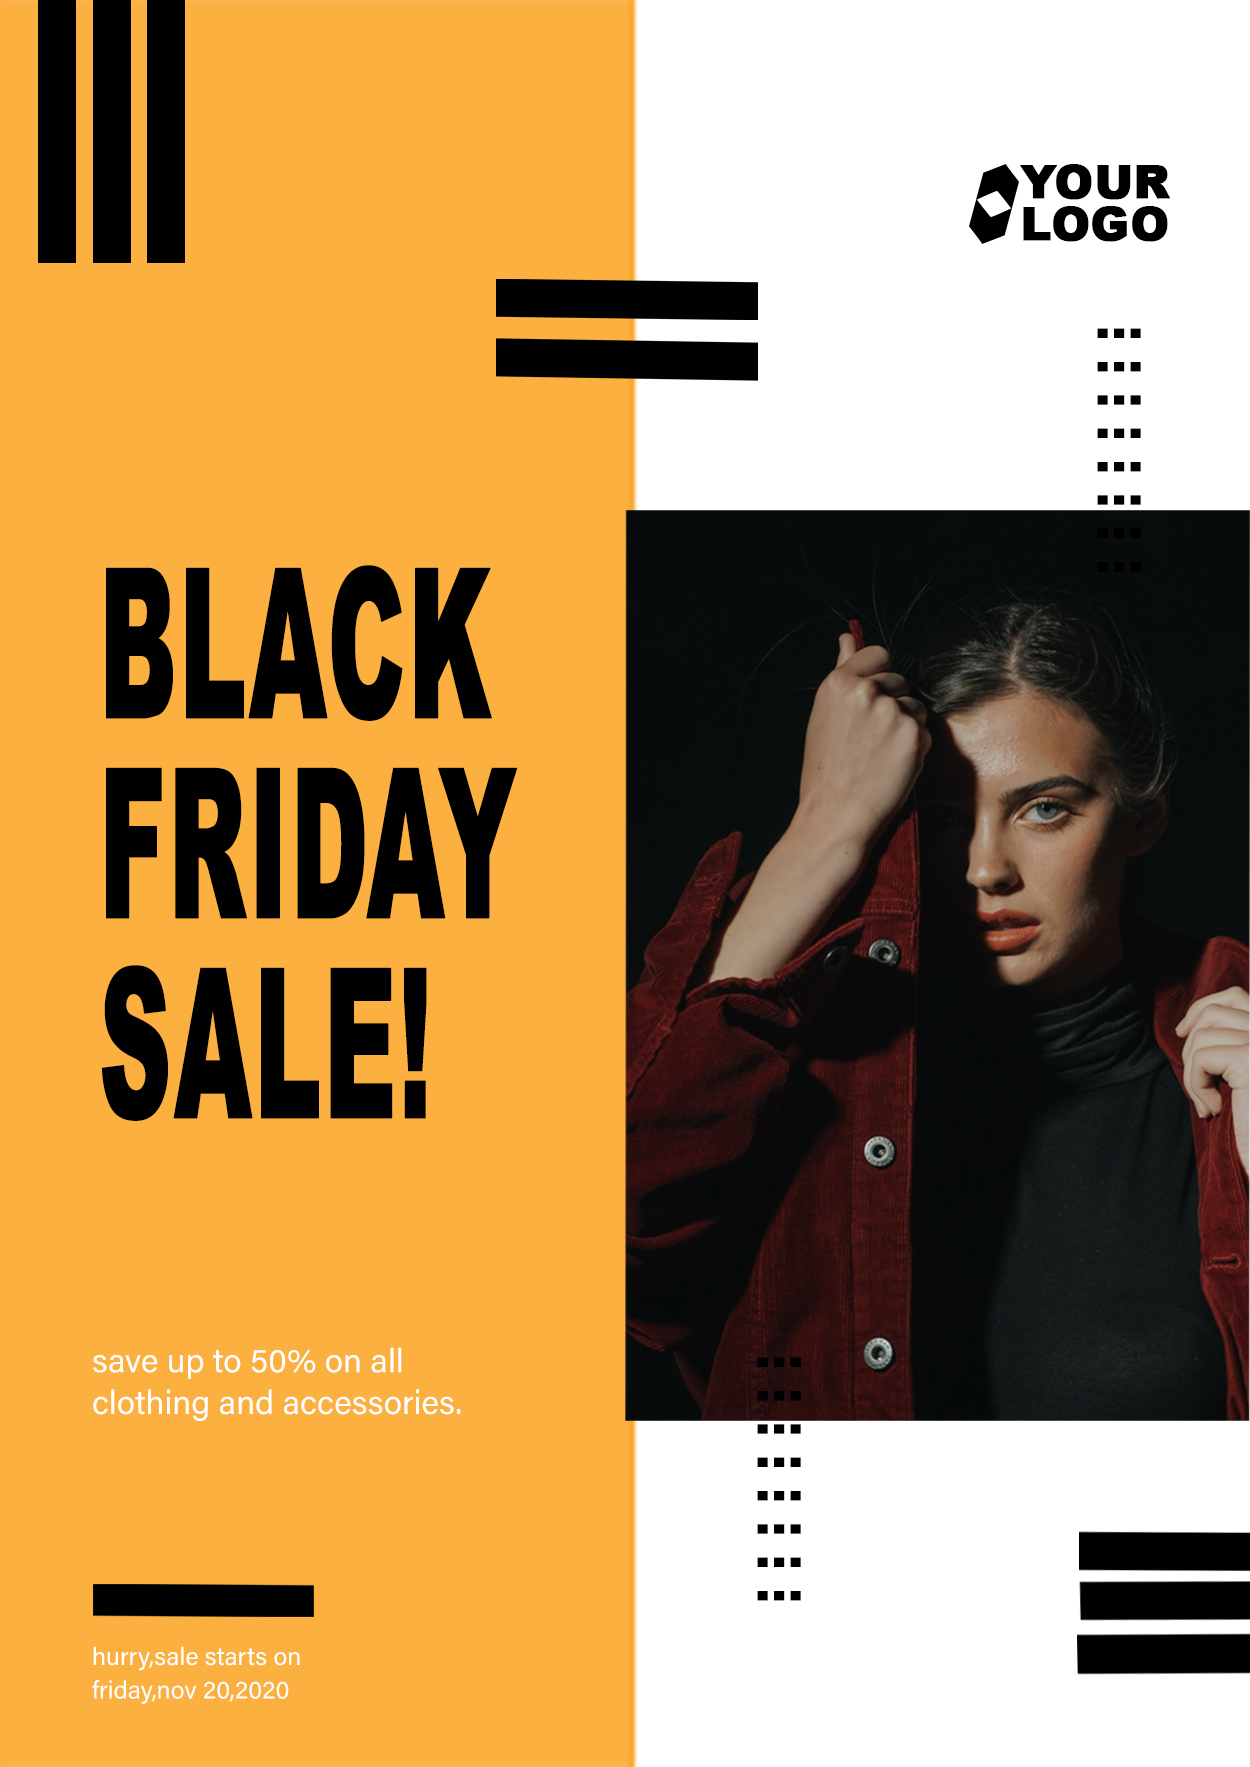 YOUR
LOGO
BLACK
FRIDAY
SALE!
save up to 50% on all
clothing and accessories.
hurry,sale starts on
friday,nov 20,2020